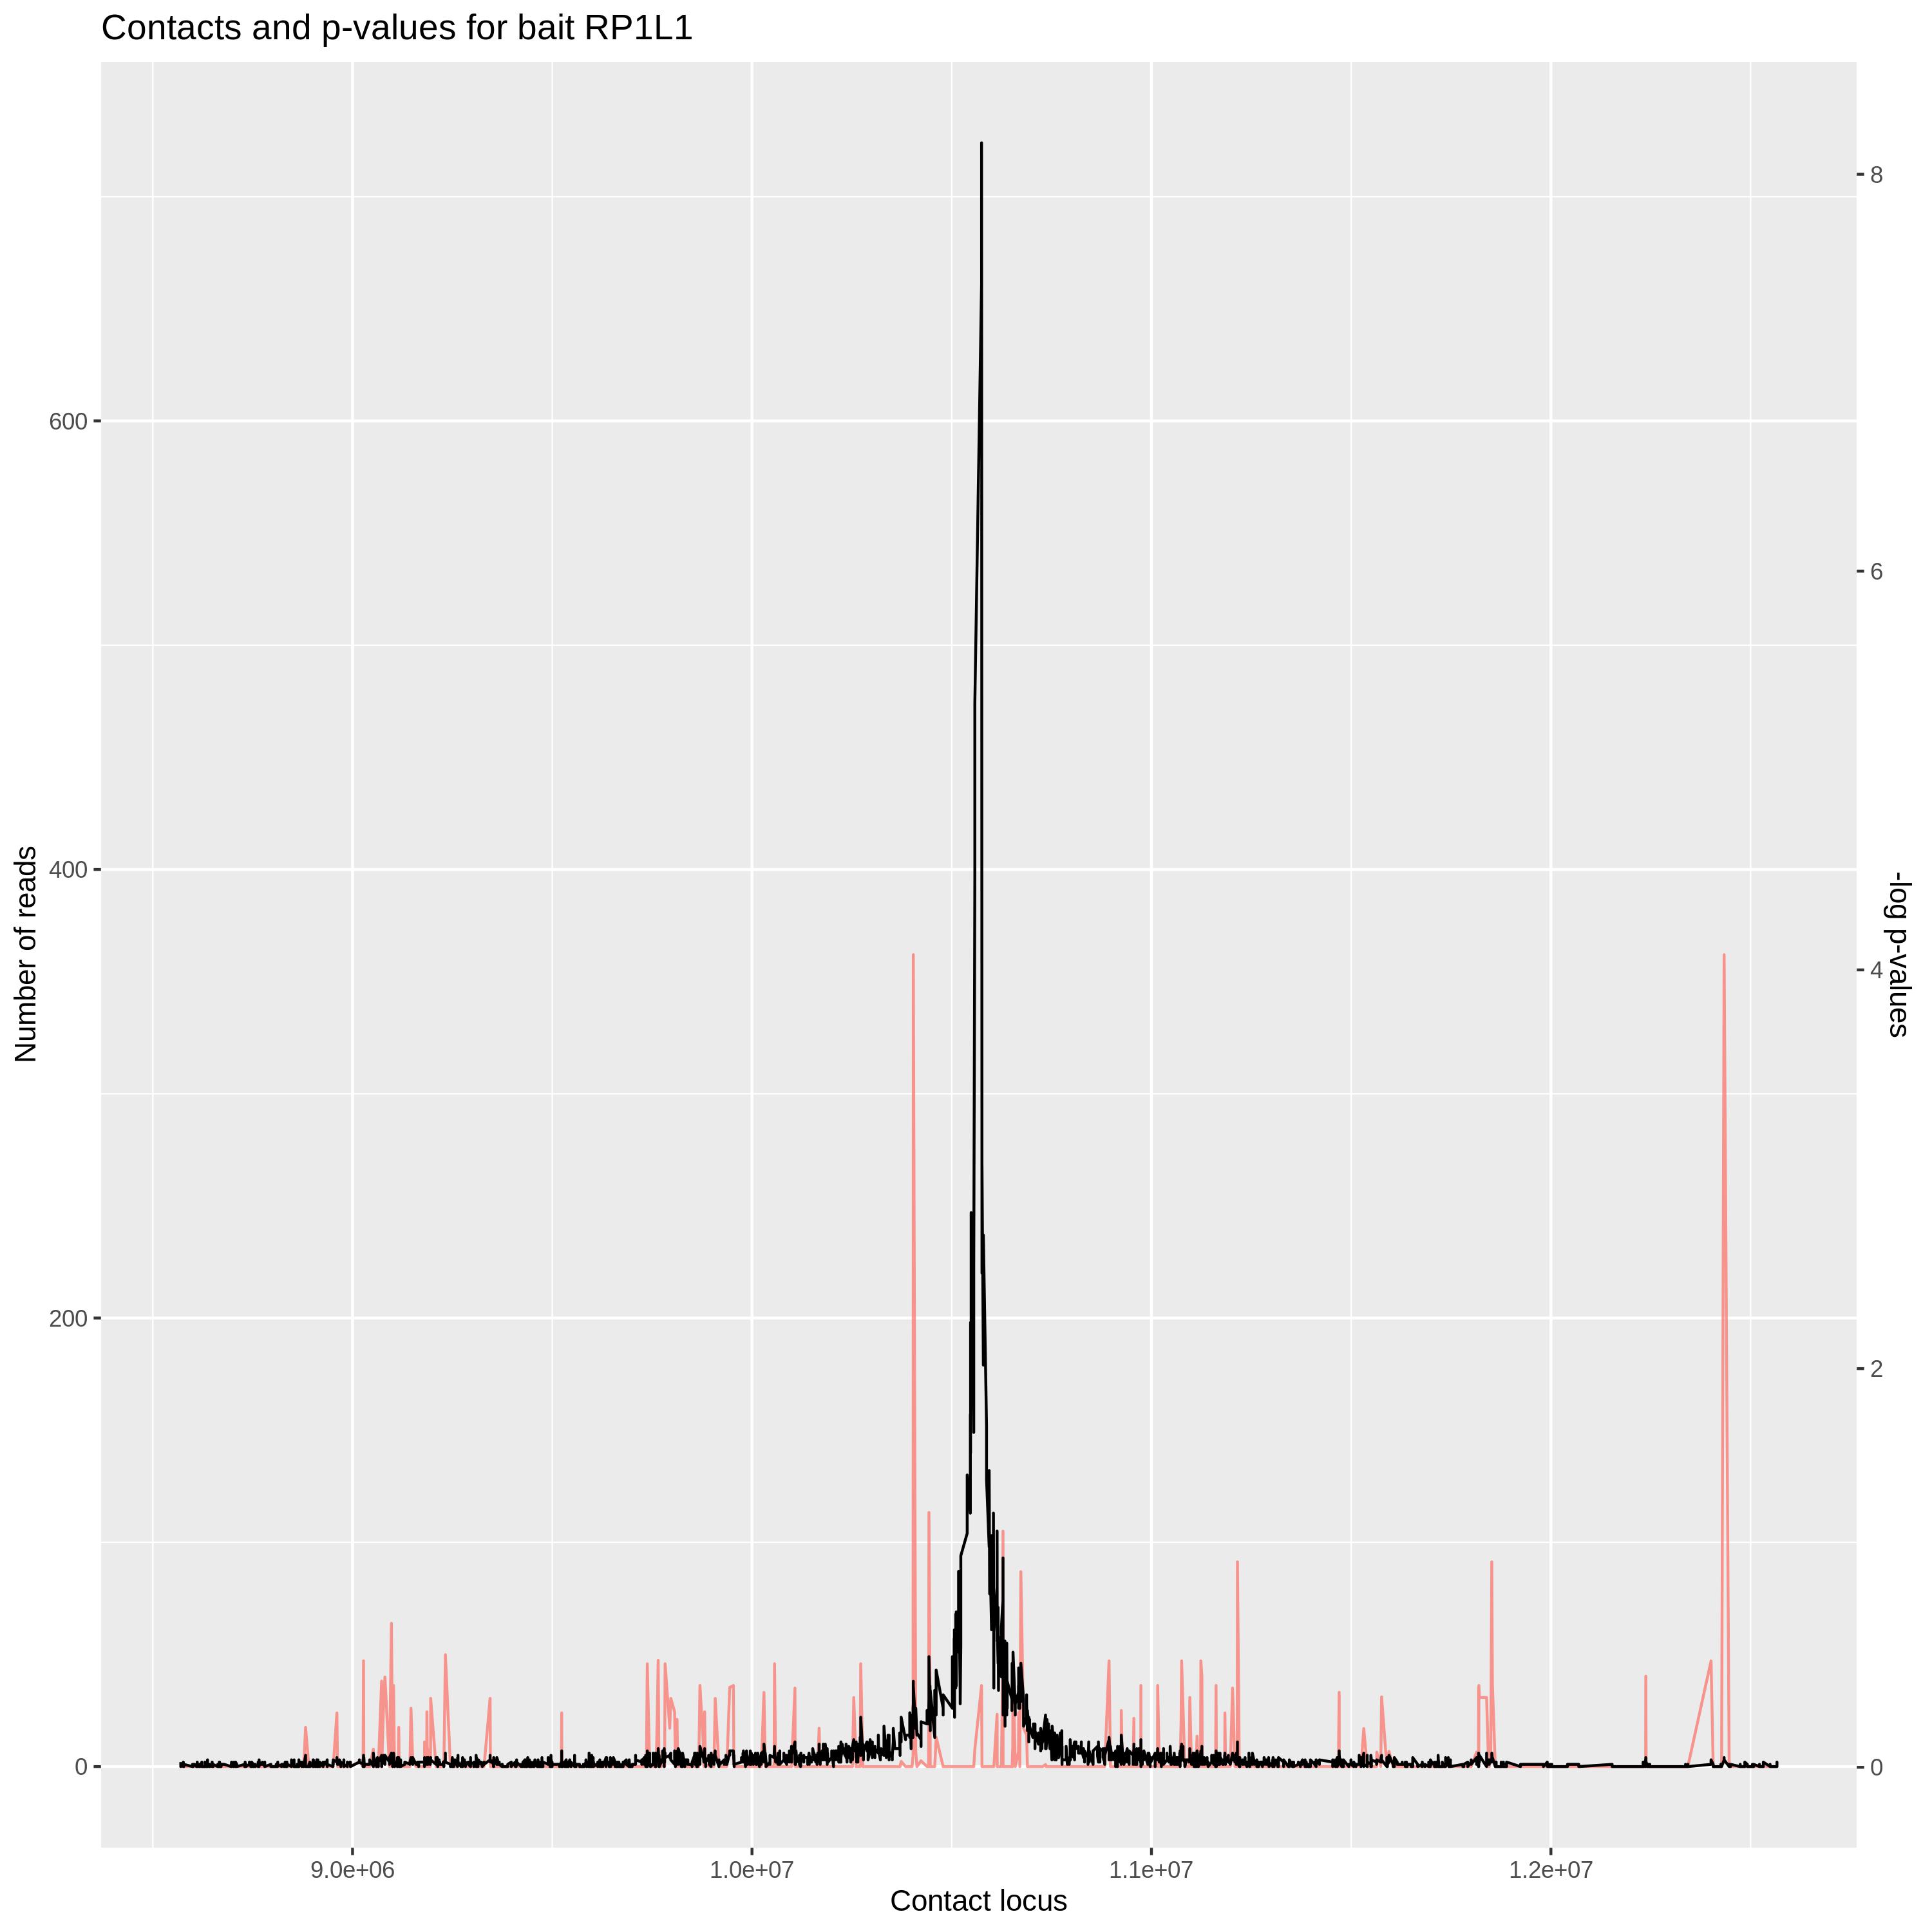 Contacts and p-values for bait RP1L1
Number of reads
600
400
200
0
8
6
4
2
0
-log p-values
9.0e+06
1.0e+07
1.1e+07
1.2e+07
Contact locus